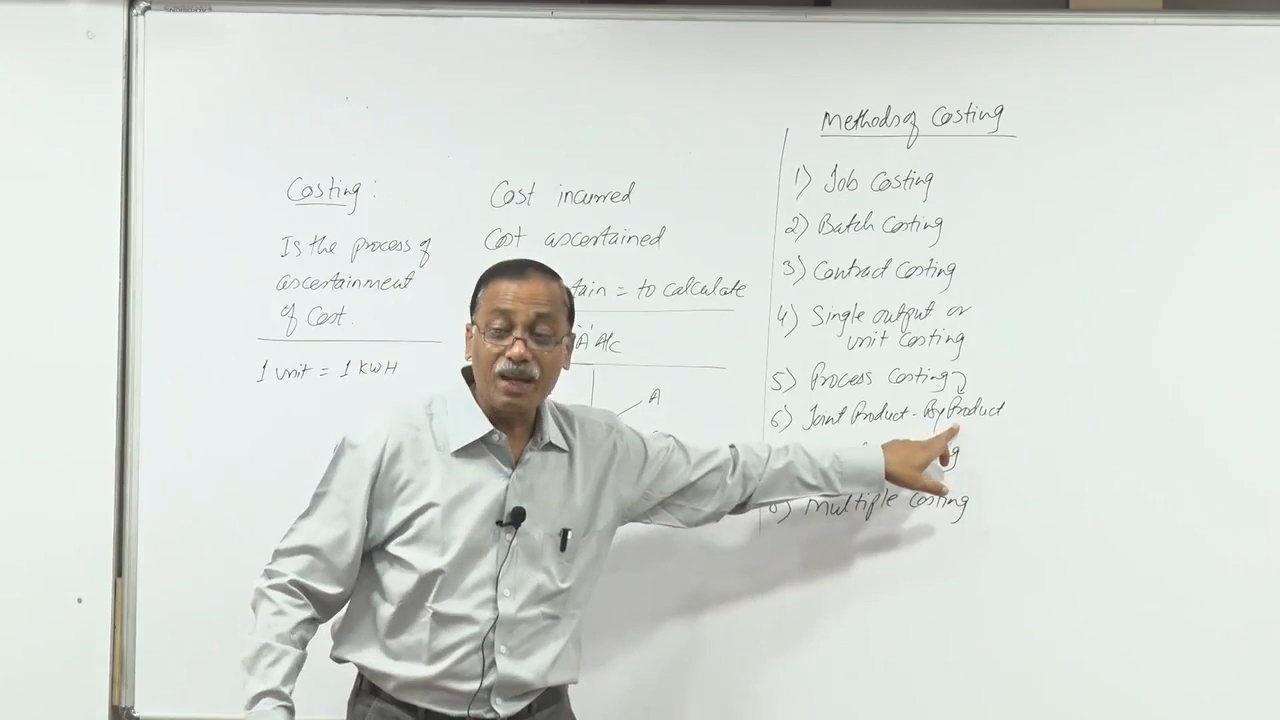 Costing :
Is the process of
ascertainment
of Cost.
1 unit = 1 KWH
Cost incurred
Cost ascertained
= to calculate
'A' A/c
A
Methods of Costing
1) Job Costing
2) Batch Costing
3) Contract Costing
4) Single output or
unit Costing
5) Process Costing
6) Joint Product - By Product
8) Multiple Costing